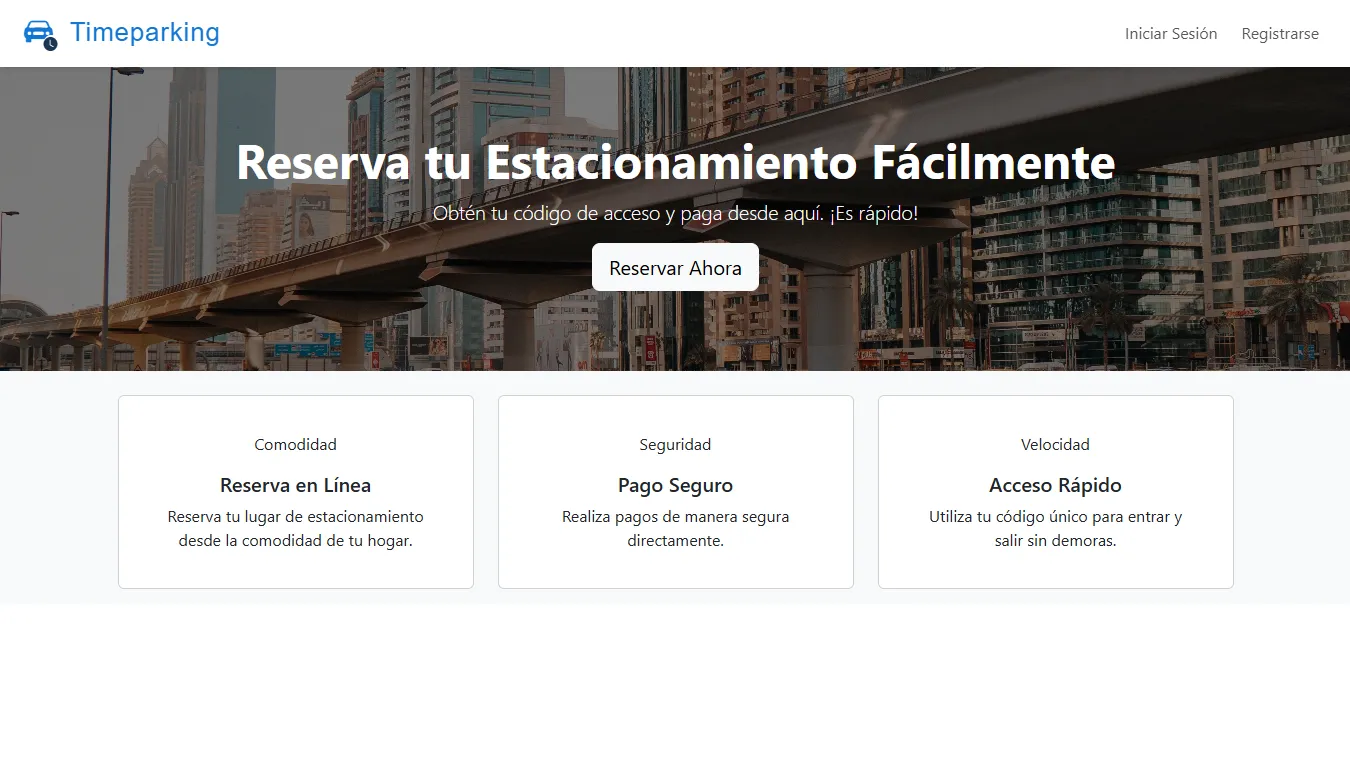 Timeparking
Iniciar Sesión
Registrarse
Reserva tu Estacionamiento Fácilmente
Obtén tu código de acceso y paga desde aquí. ¡Es rápido!
Reservar Ahora
Comodidad
Reserva en Línea
Reserva tu lugar de estacionamiento
desde la comodidad de tu hogar.
Seguridad
Pago Seguro
Realiza pagos de manera segura
directamente.
Velocidad
Acceso Rápido
Utiliza tu código único para entrar y
salir sin demoras.